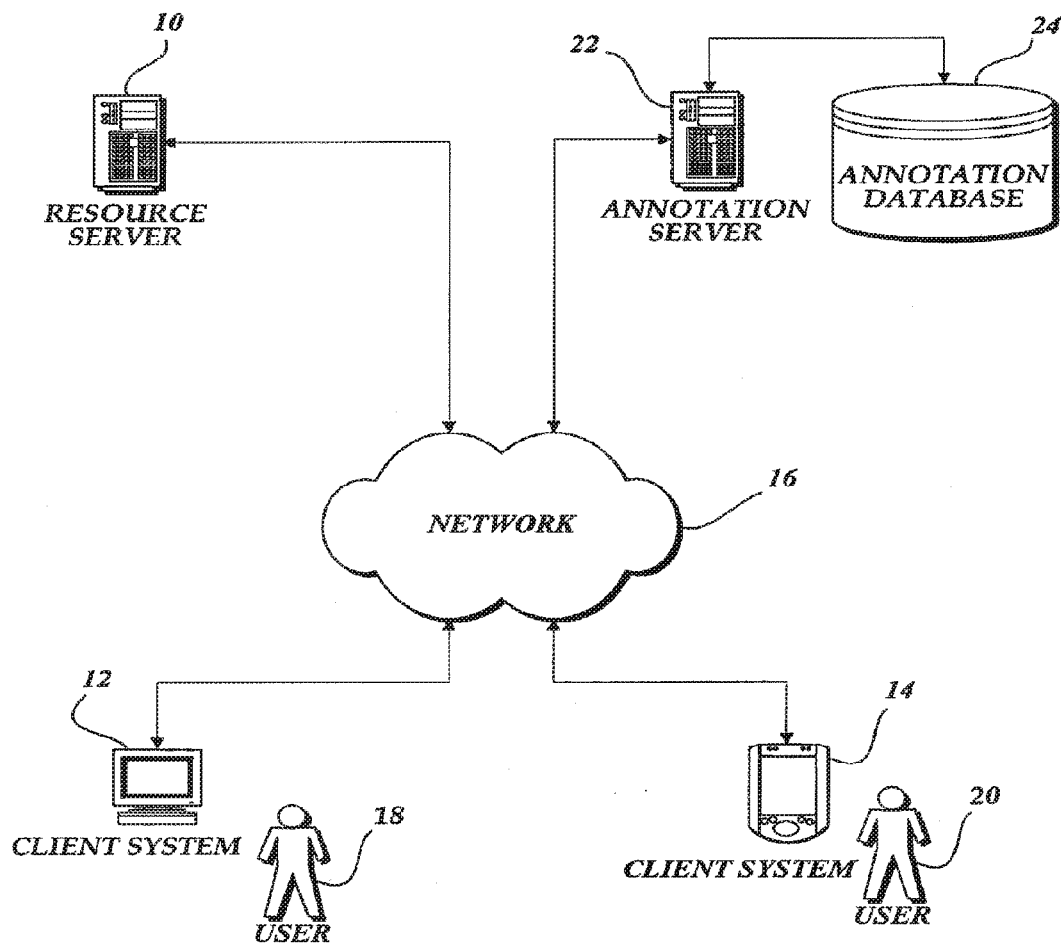 10
22
24
RESOURCE
SERVER
ANNOTATION
SERVER
ANNOTATION
DATABASE
16
NETWORK
12
14
18
20
CLIENT SYSTEM
USER
CLIENT SYSTEM
USER